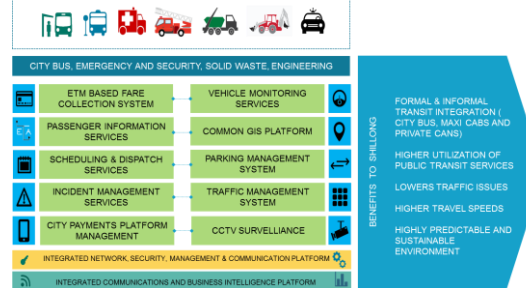 CITY BUS, EMERGENCY AND SECURITY, SOLID WASTE, ENGINEERING
ETM BASED FARE
COLLECTION SYSTEM
VEHICLE MONITORING
SERVICES
PASSENGER INFORMATION
SERVICES
COMMON GIS PLATFORM
SCHEDULING & DISPATCH
SERVICES
PARKING MANAGEMENT
SYSTEM
INCIDENT MANAGEMENT
SERVICES
TRAFFIC MANAGEMENT
SYSTEM
CITY PAYMENTS PLATFORM
MANAGEMENT
CCTV SURVELLIANCE
INTEGRATED NETWORK, SECURITY, MANAGEMENT & COMMUNICATION PLATFORM
INTEGRATED COMMUNICATIONS AND BUSINESS INTELLIGENCE PLATFORM
BENEFITS TO SHILLONG
FORMAL & INFORMAL
TRANSIT INTEGRATION (
CITY BUS, MAXI CABS AND
PRIVATE CANS)
HIGHER UTILIZATION OF
PUBLIC TRANSIT SERVICES
LOWERS TRAFFIC ISSUES
HIGHER TRAVEL SPEEDS
HIGHLY PREDICTABLE AND
SUSTAINABLE
ENVIRONMENT